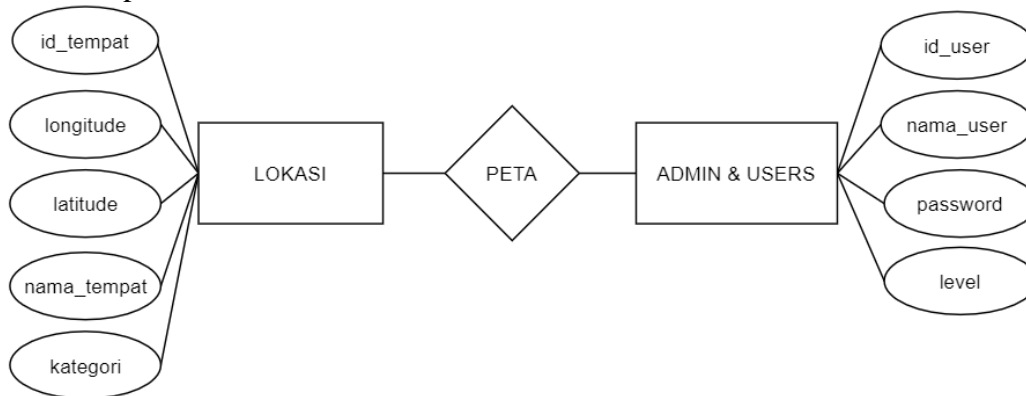 id_tempat
longitude
latitude
nama_tempat
kategori
LOKASI
PETA
ADMIN & USERS
id_user
nama_user
password
level